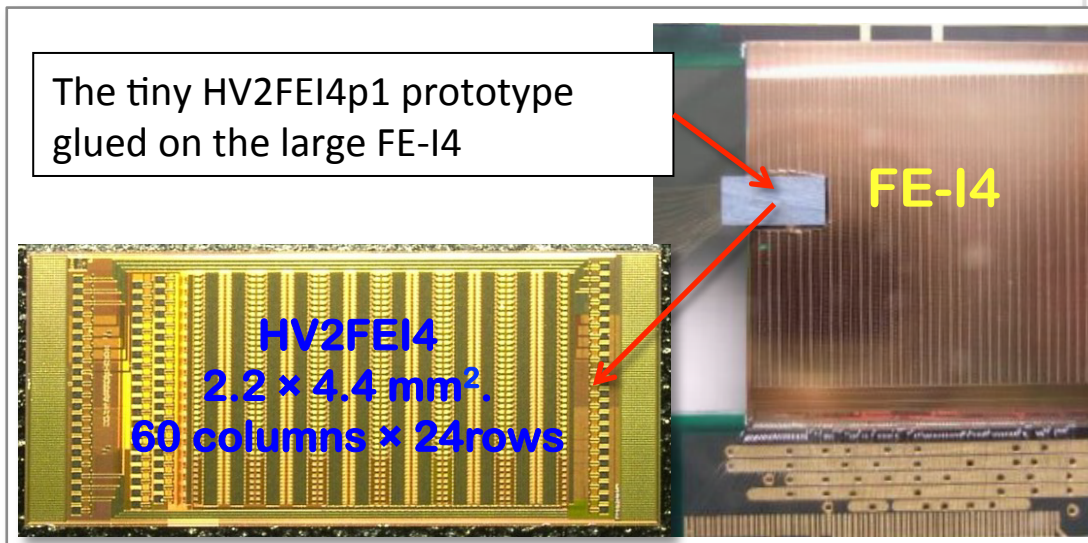 The tiny HV2FEI4p1 prototype
glued on the large FE-I4
FE-I4
HV2FEI4
2.2 × 4.4 mm².
60 columns × 24rows